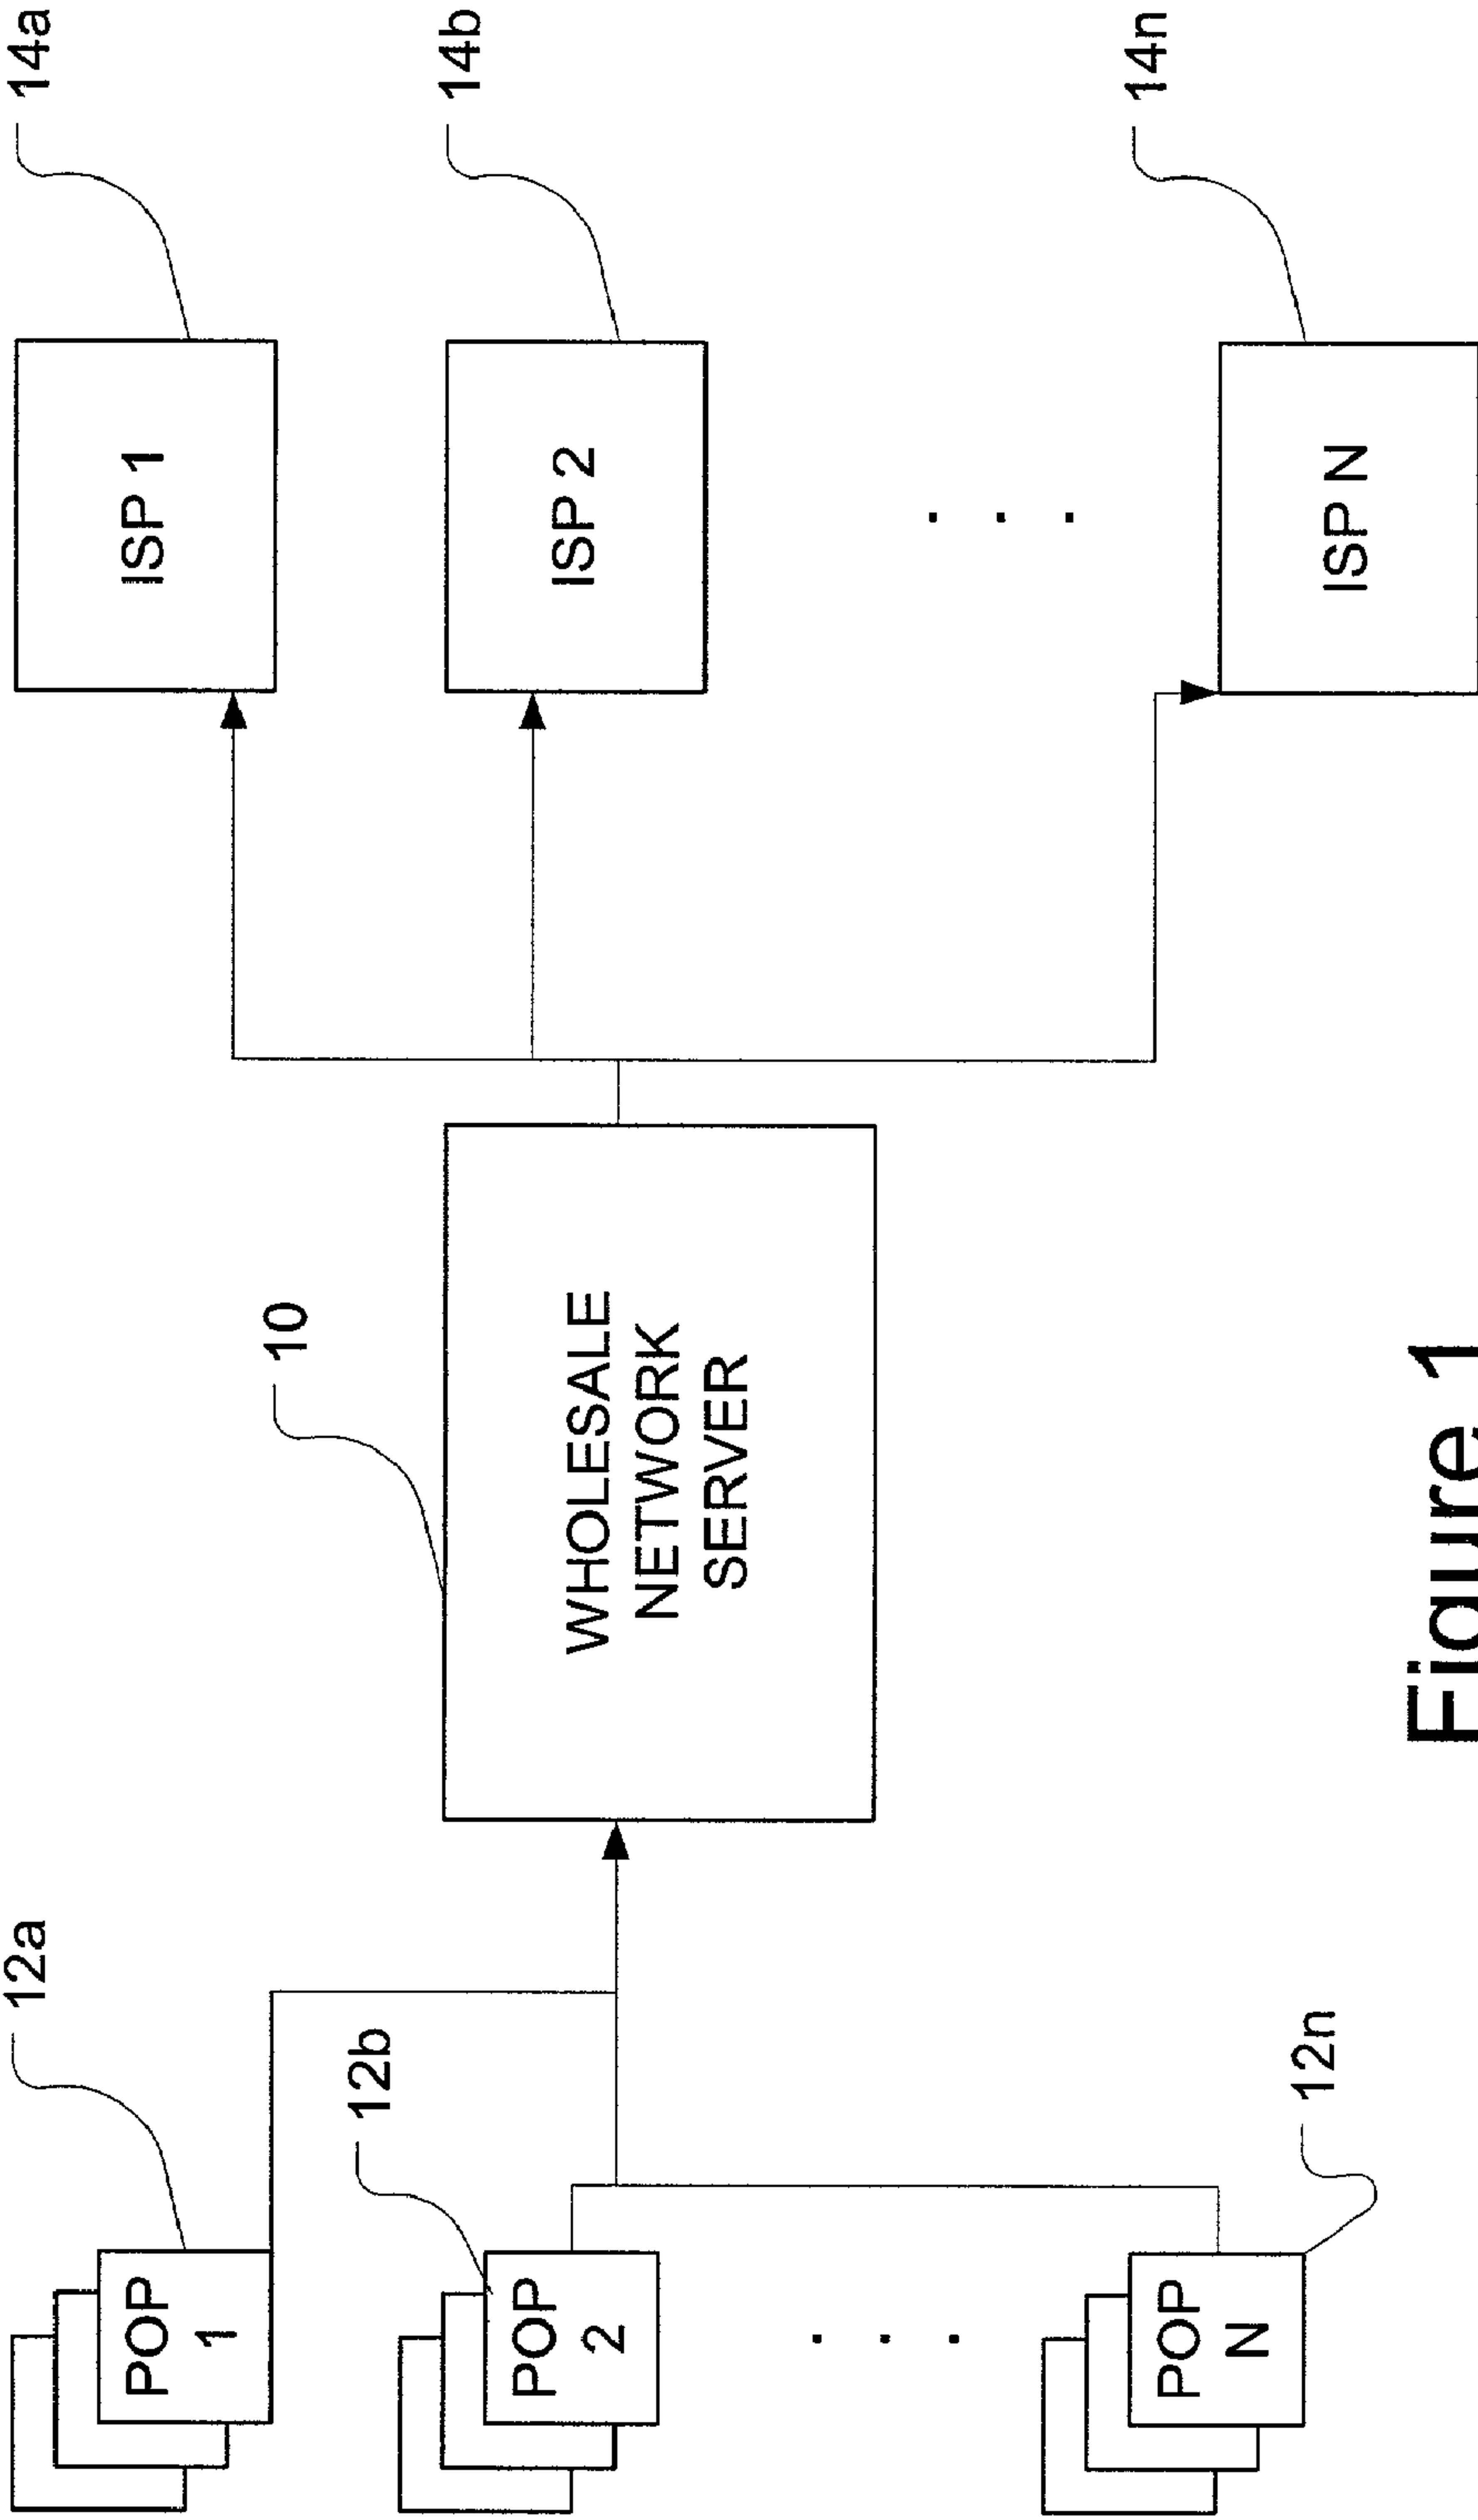 12a
POP
1
12b
POP
2
. . .
12n
POP
N
10
WHOLESALE
NETWORK
SERVER
14a
ISP 1
14b
ISP 2
. . .
14n
ISP N
Figure 1